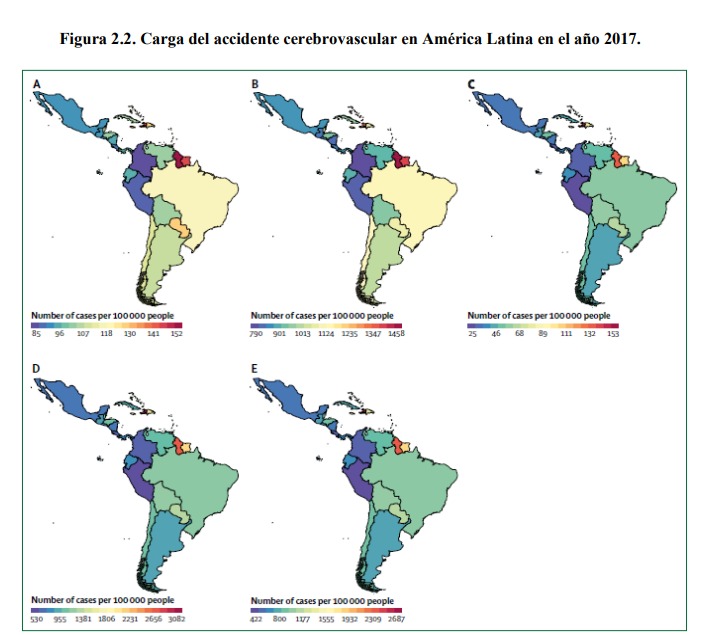 Figura 2.2. Carga del accidente cerebrovascular en América Latina en el año 2017.
A
B
C
Number of cases per 100 000 people
85 96 107 118 130 141 152
Number of cases per 100 000 people
790 901 1013 1124 1235 1347 1458
Number of cases per 100 000 people
25 46 68 89 111 132 153
D
E
Number of cases per 100 000 people
530 955 1381 1806 2231 2656 3082
Number of cases per 100 000 people
422 800 1177 1555 1932 2309 2687